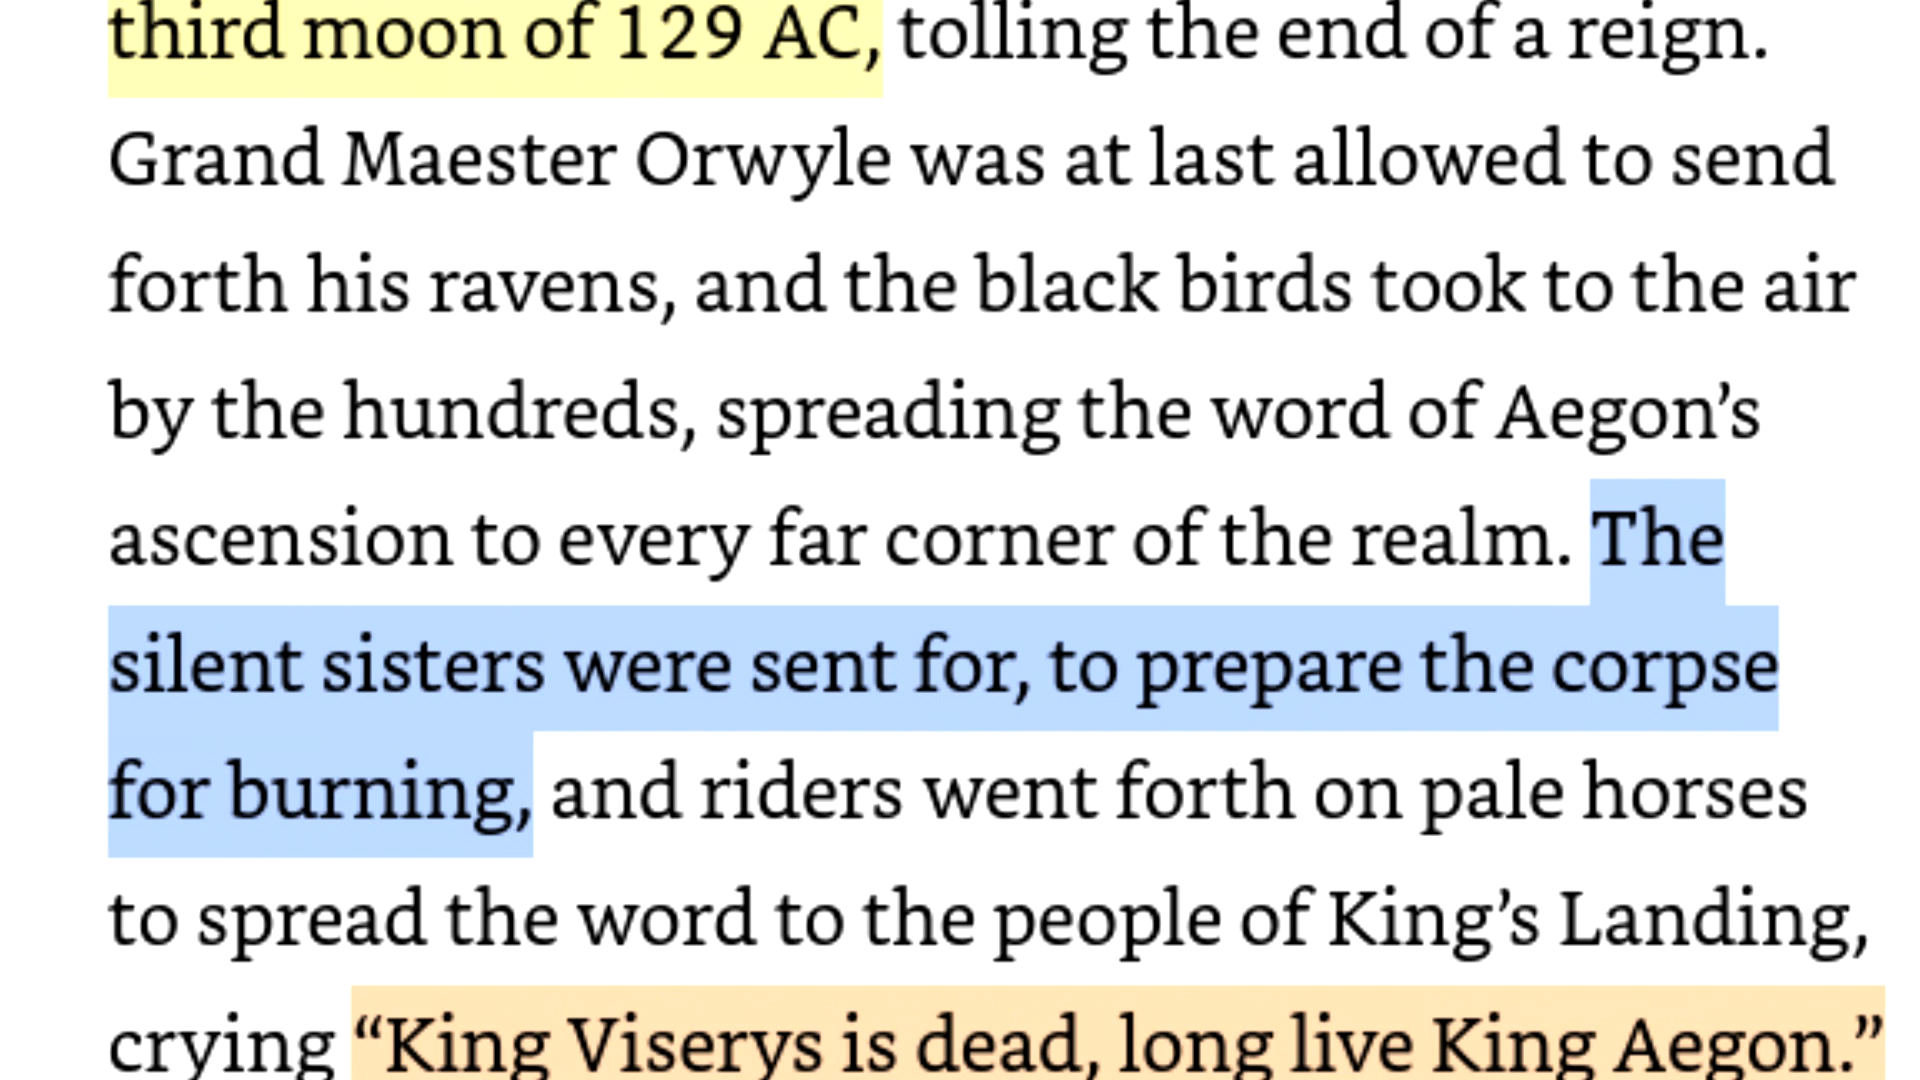 third moon of 129 AC, tolling the end of a reign.
Grand Maester Orwyle was at last allowed to send
forth his ravens, and the black birds took to the air
by the hundreds, spreading the word of Aegon’s
ascension to every far corner of the realm. The
silent sisters were sent for, to prepare the corpse
for burning, and riders went forth on pale horses
to spread the word to the people of King’s Landing,
crying “King Viserys is dead, long live King Aegon.”